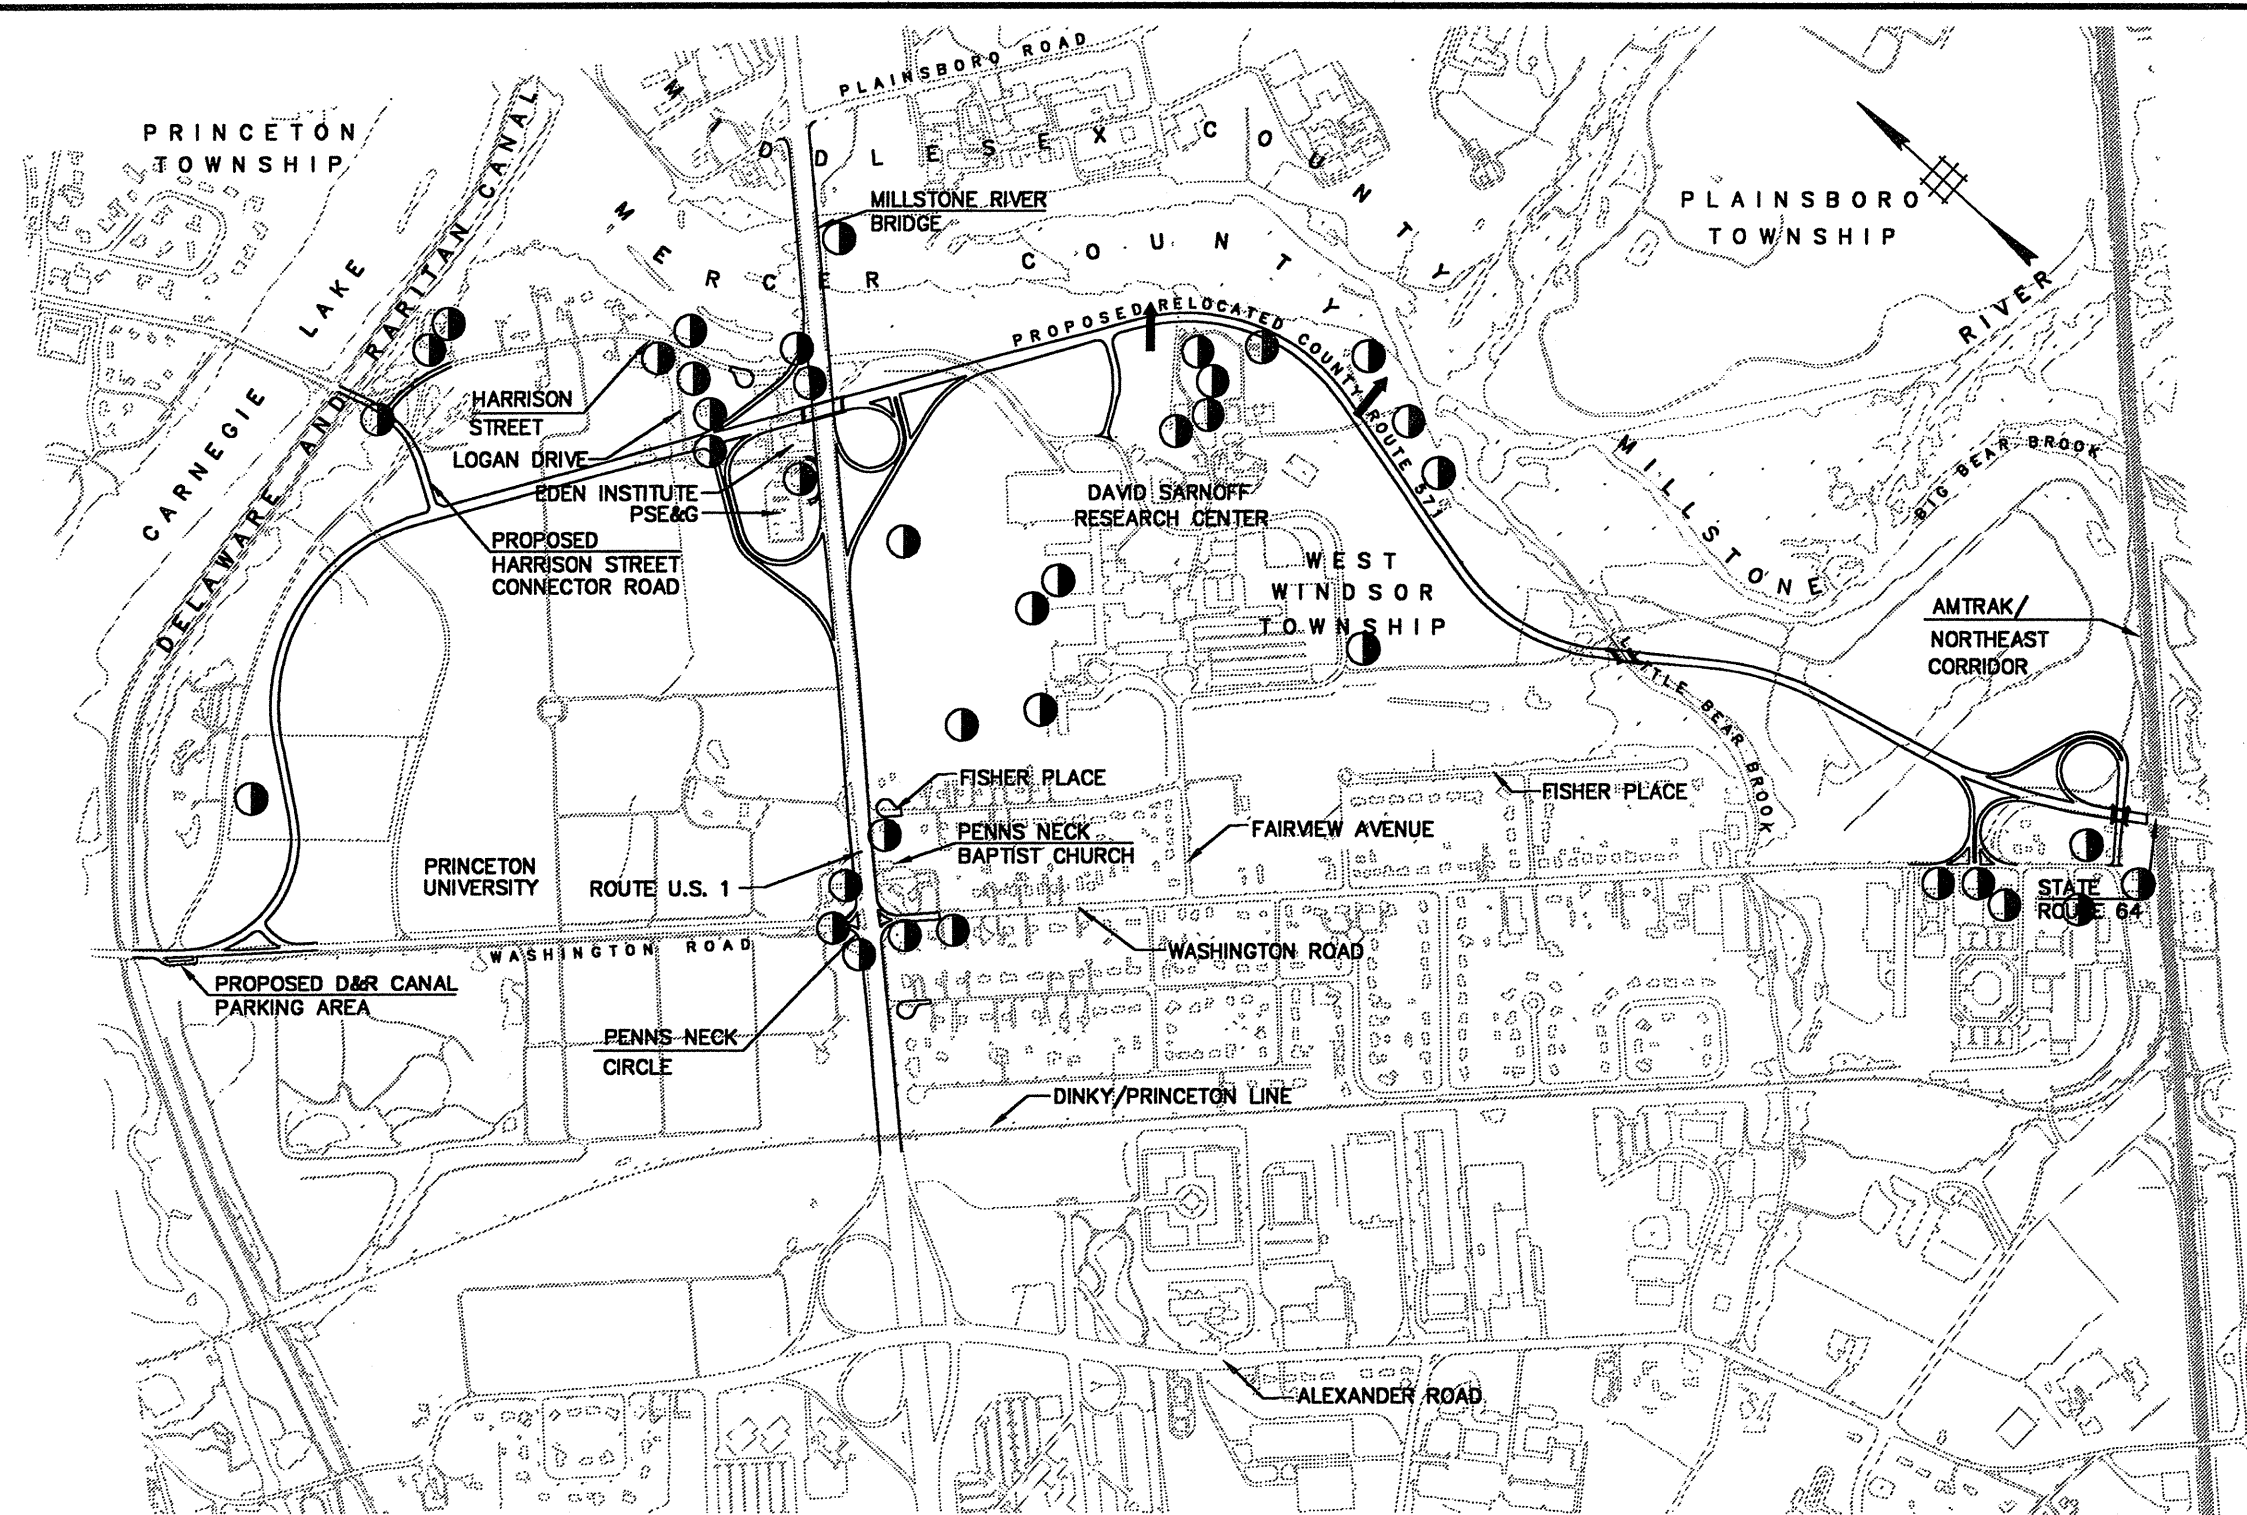 PLAINSBORO ROAD
PRINCETON
TOWNSHIP
MIDDLESEX COUNTY
MILLSTONE RIVER
BRIDGE
PLAINSBORO
TOWNSHIP
MERCER COUNTY
CARNEGIE LAKE
DELAWARE AND RARITAN CANAL
PROPOSED RELOCATED COUNTY ROUTE 571
MILLSTONE RIVER
HARRISON
STREET
LOGAN DRIVE
EDEN INSTITUTE
PSE&G
DAVID SARNOFF
RESEARCH CENTER
BIG BEAR BROOK
PROPOSED
HARRISON STREET
CONNECTOR ROAD
WEST
WINDSOR
TOWNSHIP
AMTRAK/
NORTHEAST
CORRIDOR
LITTLE BEAR BROOK
FISHER PLACE
FISHER PLACE
PENNS NECK
BAPTIST CHURCH
FAIRVIEW AVENUE
PRINCETON
UNIVERSITY
ROUTE U.S. 1
STATE
ROUTE 64
WASHINGTON ROAD
WASHINGTON ROAD
PROPOSED D&R CANAL
PARKING AREA
PENNS NECK
CIRCLE
DINKY/PRINCETON LINE
ALEXANDER ROAD